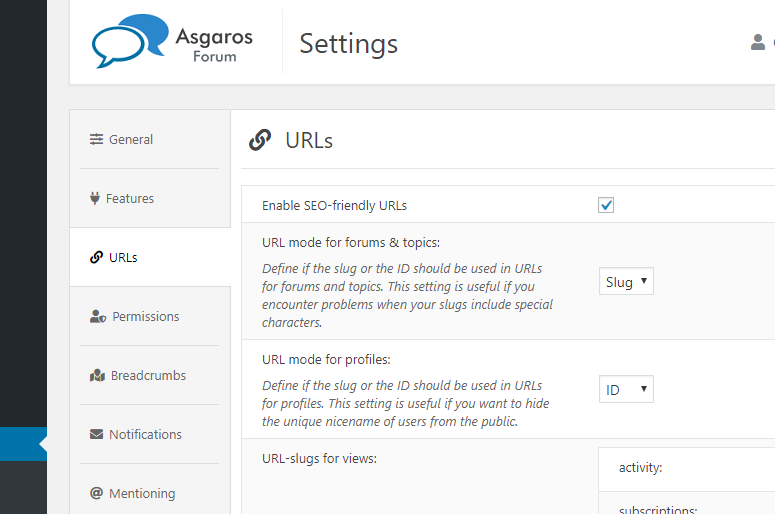 Asgaros
Forum
Settings
General
Features
URLs
Permissions
Breadcrumbs
Notifications
Mentioning
URLs
Enable SEO-friendly URLs
URL mode for forums & topics:
Define if the slug or the ID should be used in URLs
for forums and topics. This setting is useful if you
encounter problems when your slugs include special
characters.
Slug
URL mode for profiles:
Define if the slug or the ID should be used in URLs
for profiles. This setting is useful if you want to hide
the unique nicename of users from the public.
ID
URL-slugs for views:
activity:
subscriptions: